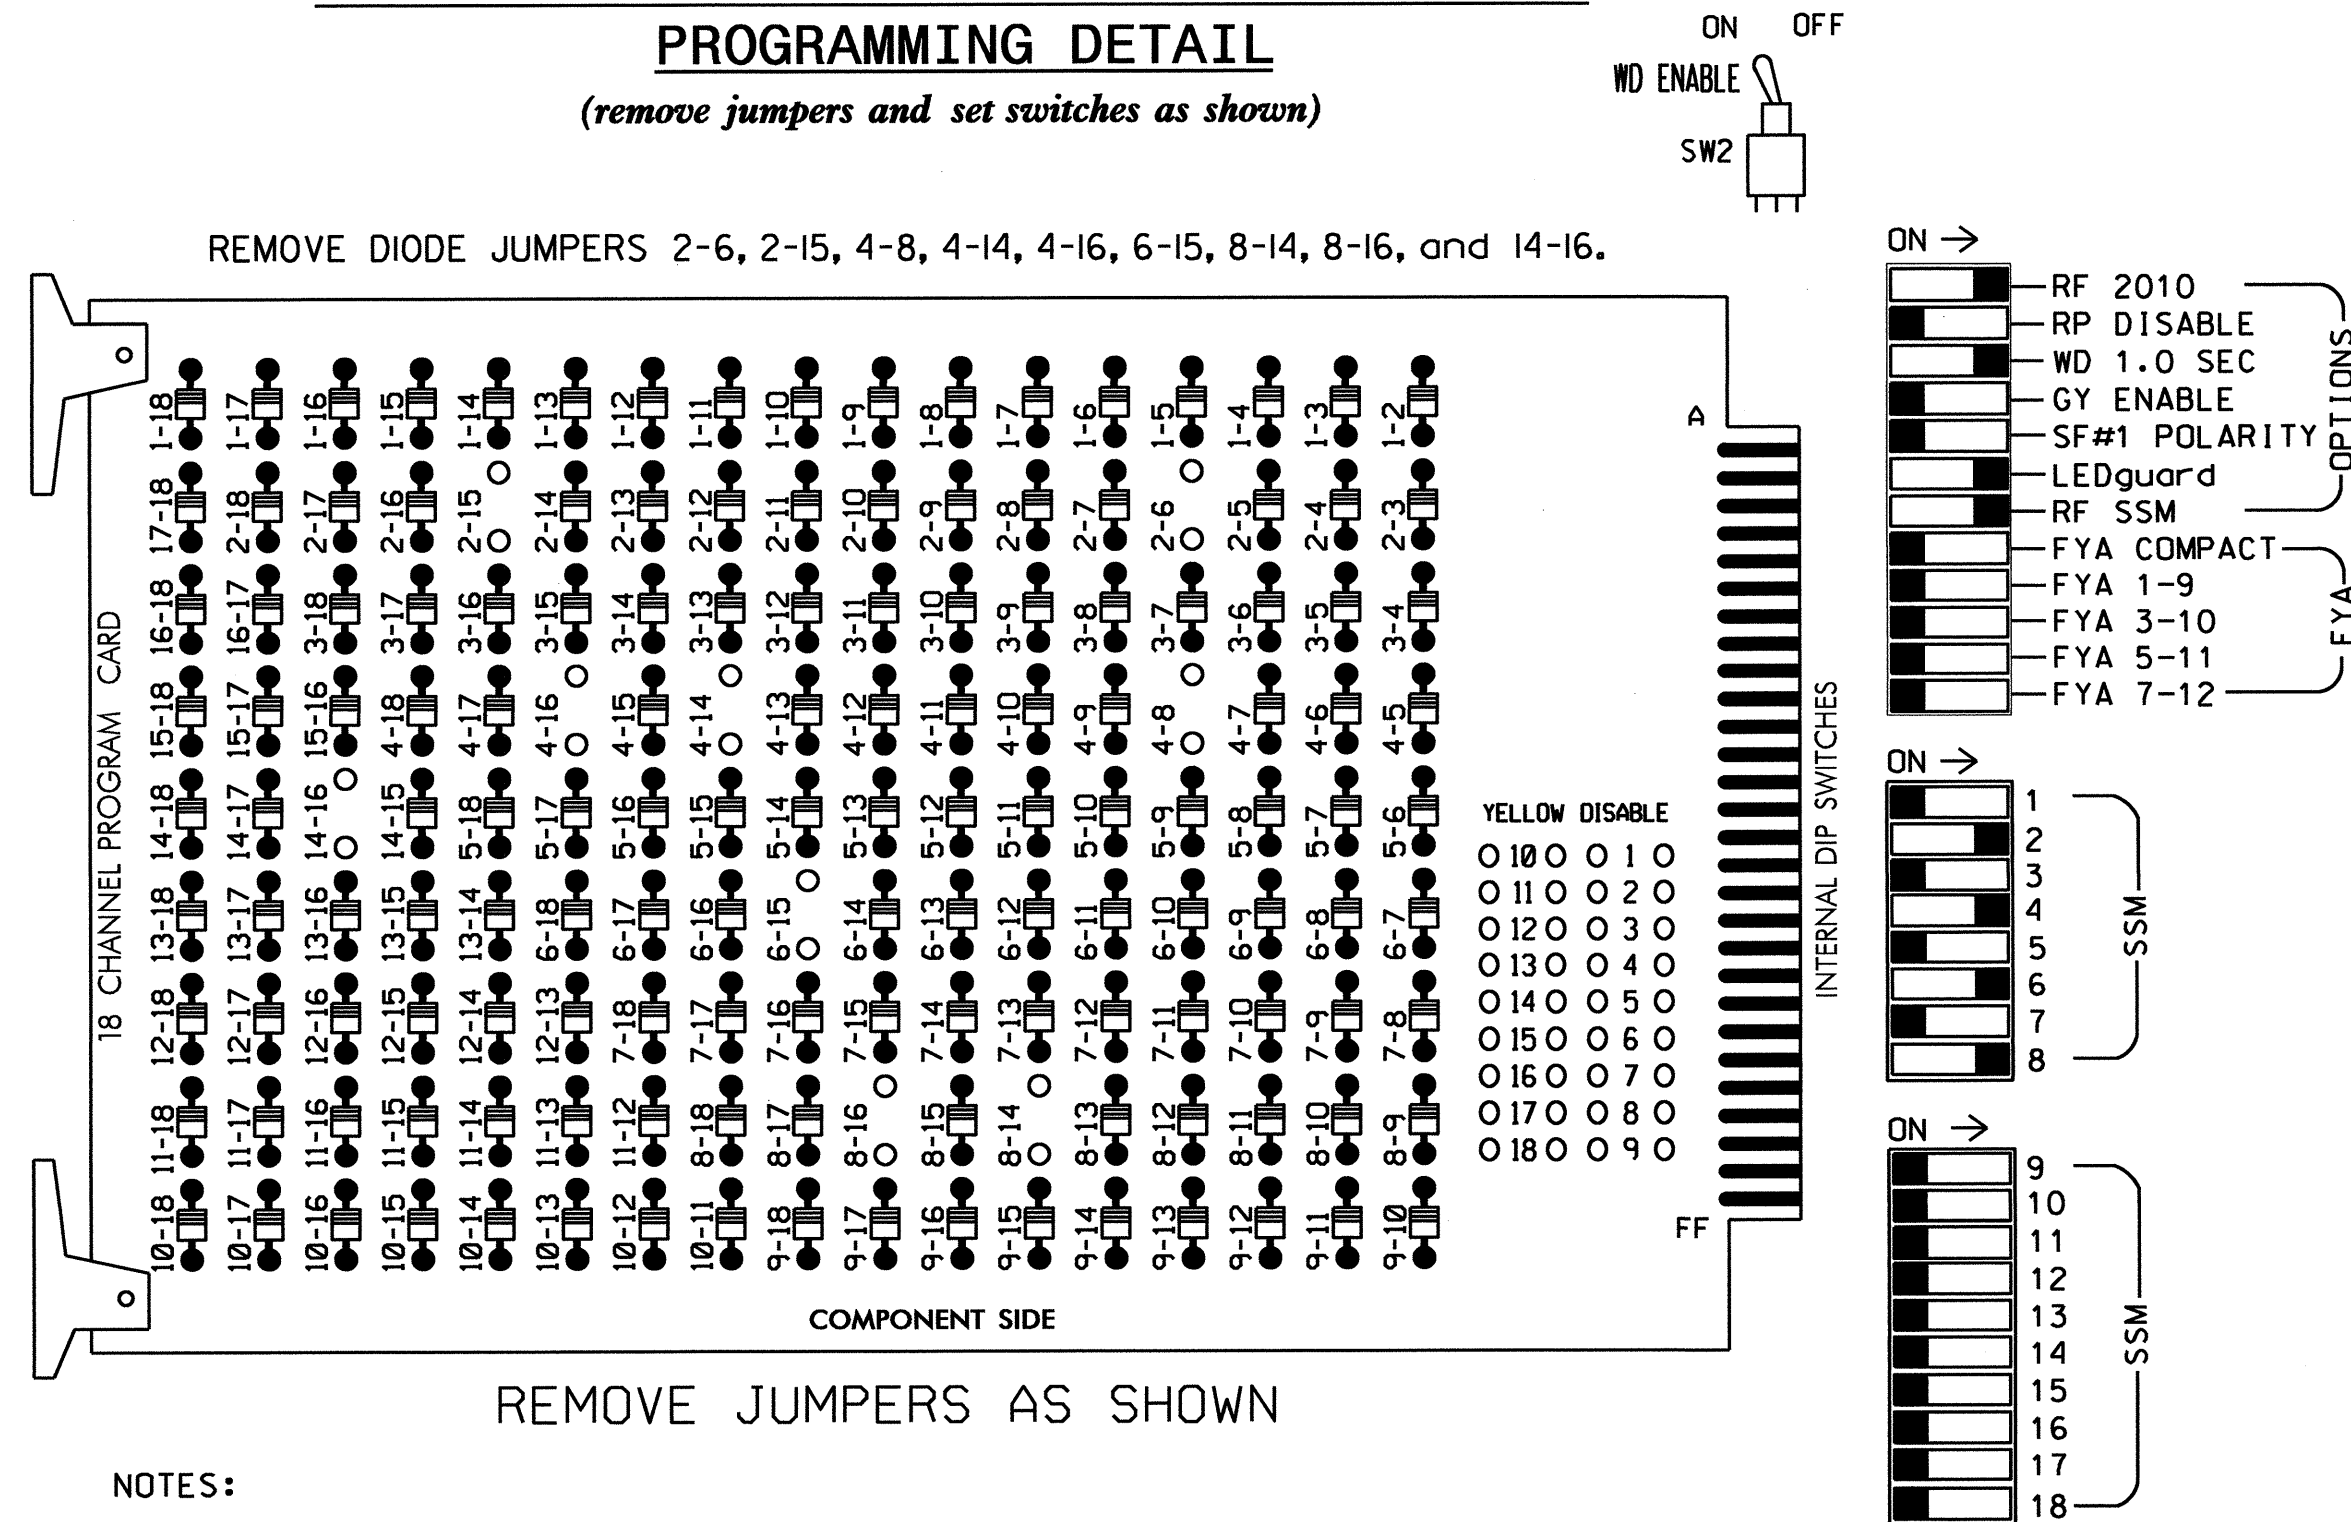 PROGRAMMING DETAIL
(remove jumpers and set switches as shown)
ON OFF
WD ENABLE
SW2
REMOVE DIODE JUMPERS 2-6, 2-15, 4-8, 4-14, 4-16, 6-15, 8-14, 8-16, and 14-16.
18 CHANNEL PROGRAM CARD
1-18 1-17 1-16 1-15 1-14 1-13 1-12 1-11 1-10 1-9 1-8 1-7 1-6 1-5 1-4 1-3 1-2
17-18 2-18 2-17 2-16 2-15 2-14 2-13 2-12 2-11 2-10 2-9 2-8 2-7 2-6 2-5 2-4 2-3
16-18 16-17 3-18 3-17 3-16 3-15 3-14 3-13 3-12 3-11 3-10 3-9 3-8 3-7 3-6 3-5 3-4
15-18 15-17 15-16 4-18 4-17 4-16 4-15 4-14 4-13 4-12 4-11 4-10 4-9 4-8 4-7 4-6 4-5
14-18 14-17 14-16 14-15 5-18 5-17 5-16 5-15 5-14 5-13 5-12 5-11 5-10 5-9 5-8 5-7 5-6
13-18 13-17 13-16 13-15 13-14 6-18 6-17 6-16 6-15 6-14 6-13 6-12 6-11 6-10 6-9 6-8 6-7
12-18 12-17 12-16 12-15 12-14 12-13 7-18 7-17 7-16 7-15 7-14 7-13 7-12 7-11 7-10 7-9 7-8
11-18 11-17 11-16 11-15 11-14 11-13 11-12 8-18 8-17 8-16 8-15 8-14 8-13 8-12 8-11 8-10 8-9
10-18 10-17 10-16 10-15 10-14 10-13 10-12 10-11 9-18 9-17 9-16 9-15 9-14 9-13 9-12 9-11 9-10
YELLOW DISABLE
10 1
11 2
12 3
13 4
14 5
15 6
16 7
17 8
18 9
A
FF
COMPONENT SIDE
REMOVE JUMPERS AS SHOWN
NOTES:
INTERNAL DIP SWITCHES
ON
RF 2010
RP DISABLE
WD 1.0 SEC
GY ENABLE
SF#1 POLARITY
LEDguard
RF SSM
OPTIONS
FYA COMPACT
FYA 1-9
FYA 3-10
FYA 5-11
FYA 7-12
FYA
ON
1
2
3
4
5
6
7
8
SSM
ON
9
10
11
12
13
14
15
16
17
18
SSM